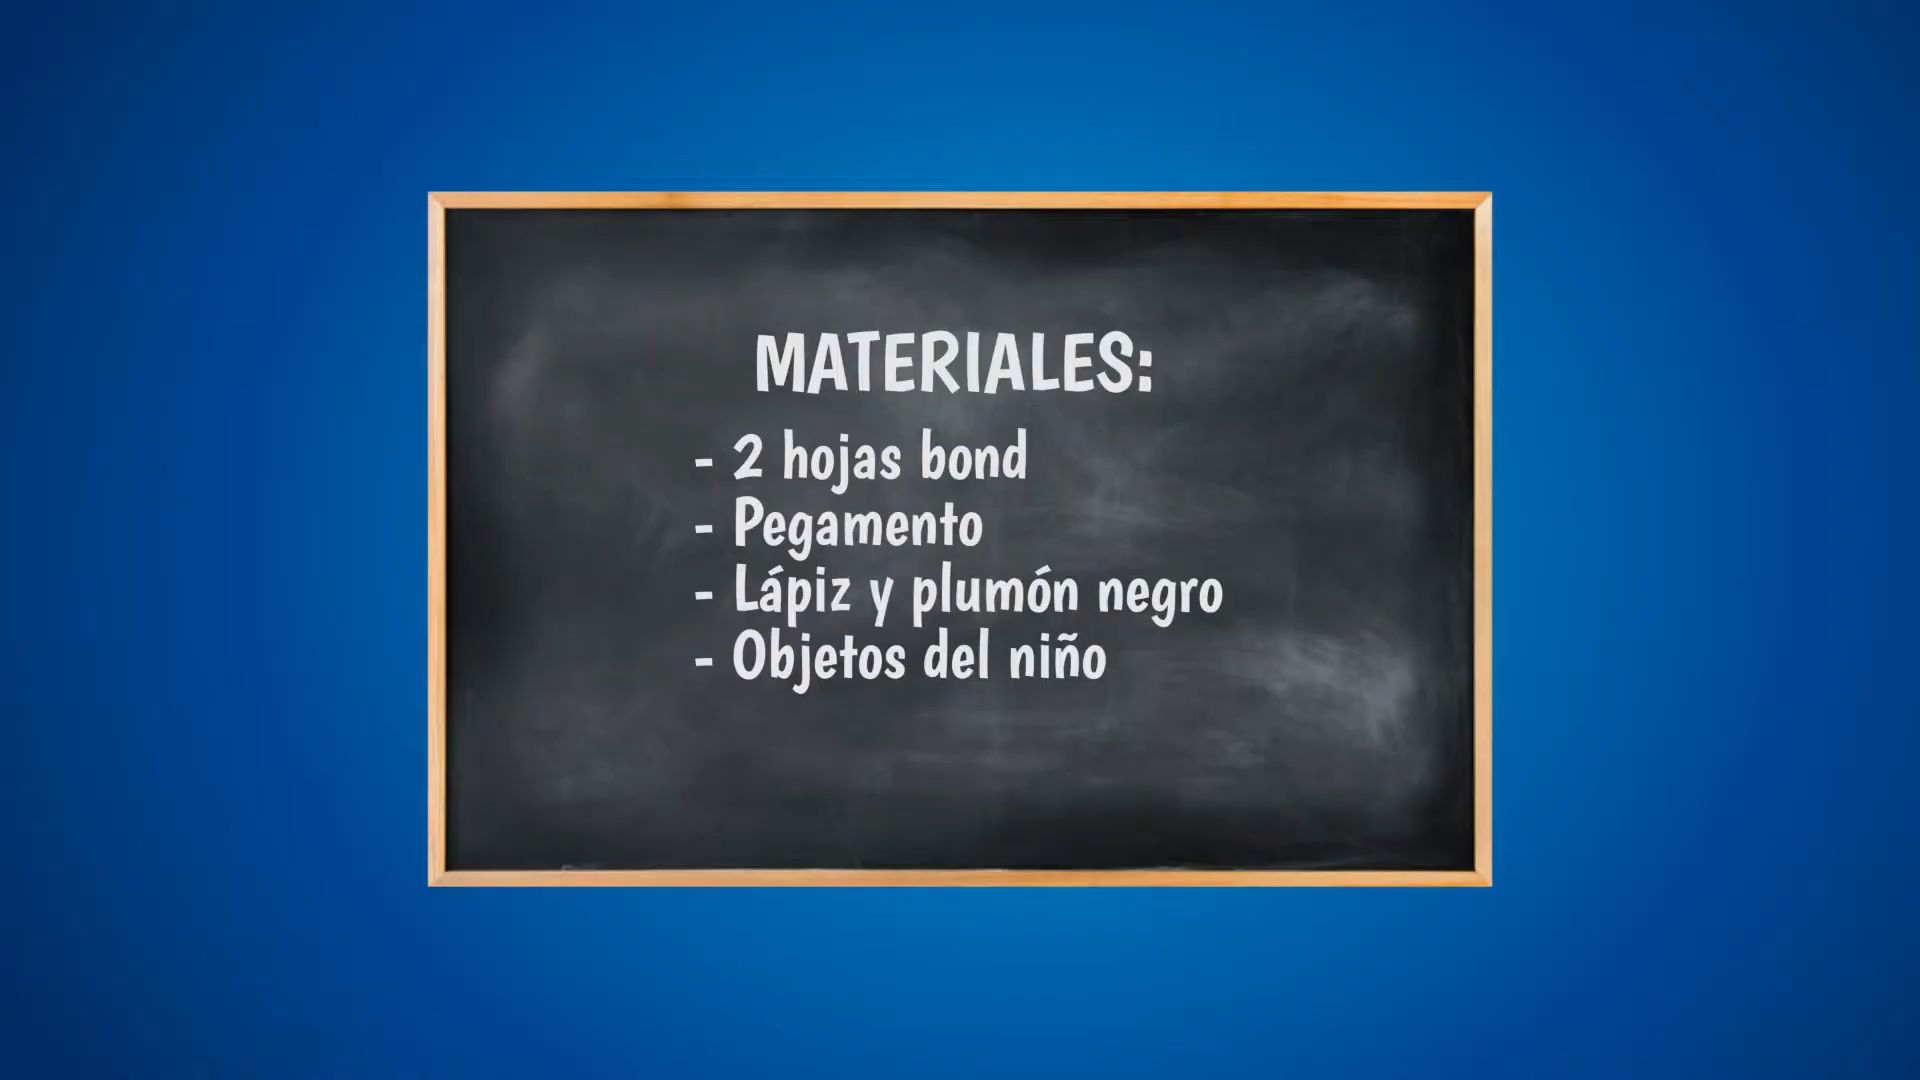 MATERIALES:
- 2 hojas bond
- Pegamento
- Lápiz y plumón negro
- Objetos del niño